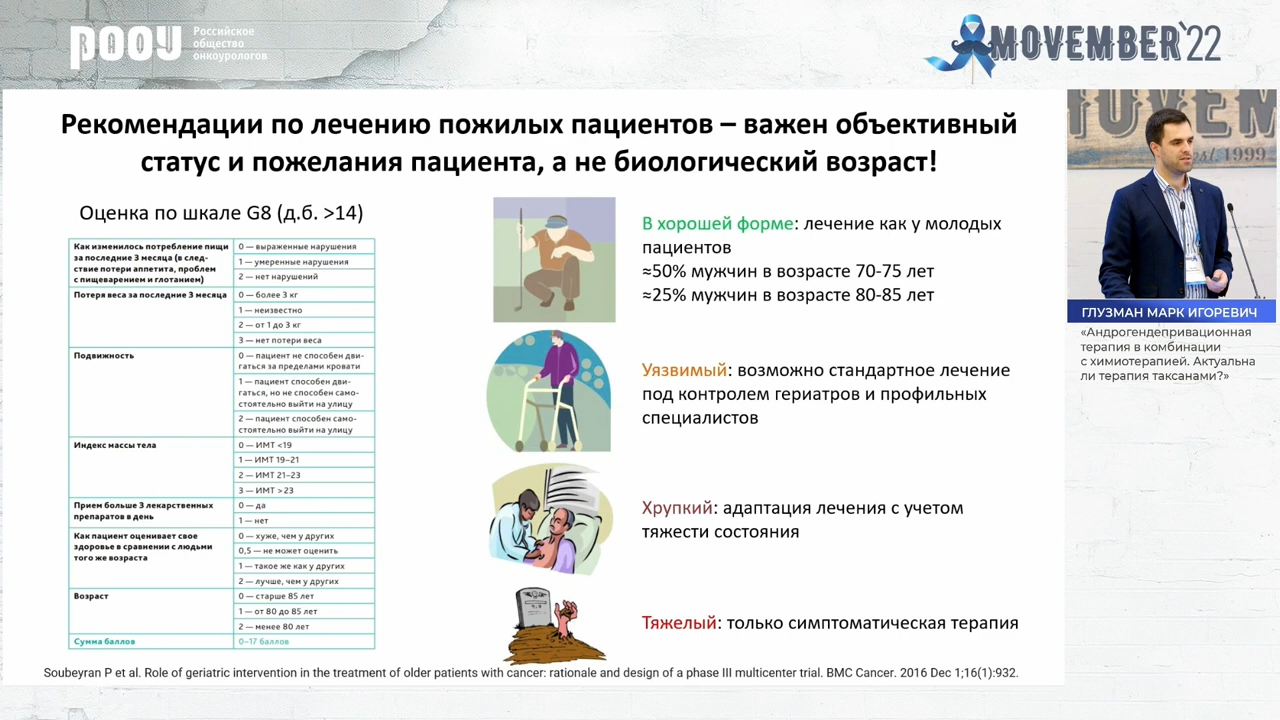 РООУ
Российское
общество
онкоурологов
MOVEMBER'22
Рекомендации по лечению пожилых пациентов – важен объективный
статус и пожелания пациента, а не биологический возраст!
Оценка по шкале G8 (д.б. >14)
Как изменилось потребление пищи
за последние 3 месяца (в след-
ствие потери аппетита, проблем
с пищеварением и глотанием)
0 — выраженные нарушения
1 — умеренные нарушения
2 — нет нарушений
Потеря веса за последние 3 месяца
0 — более 3 кг
1 — неизвестно
2 — от 1 до 3 кг
3 — нет потери веса
Подвижность
0 — пациент не способен дви-
гаться за пределами кровати
1 — пациент способен дви-
гаться, но не способен само-
стоятельно выйти на улицу
2 — пациент способен само-
стоятельно выйти на улицу
Индекс массы тела
0 — ИМТ <19
1 — ИМТ 19–21
2 — ИМТ 21–23
3 — ИМТ >23
Прием больше 3 лекарственных
препаратов в день
0 — да
1 — нет
Как пациент оценивает свое
здоровье в сравнении с людьми
того же возраста
0 — хуже, чем у других
0,5 — не может оценить
1 — такое же как у других
2 — лучше, чем у других
Возраст
0 — старше 85 лет
1 — от 80 до 85 лет
2 — менее 80 лет
Сумма баллов
0–17 баллов
В хорошей форме: лечение как у молодых
пациентов
≈50% мужчин в возрасте 70-75 лет
≈25% мужчин в возрасте 80-85 лет
Уязвимый: возможно стандартное лечение
под контролем гериатров и профильных
специалистов
Хрупкий: адаптация лечения с учетом
тяжести состояния
Тяжелый: только симптоматическая терапия
Soubeyran P et al. Role of geriatric intervention in the treatment of older patients with cancer: rationale and design of a phase III multicenter trial. BMC Cancer. 2016 Dec 1;16(1):932.
1999
ГЛУЗМАН МАРК ИГОРЕВИЧ
«Андрогендепривационная
терапия в комбинации
с химиотерапией. Актуальна
ли терапия таксанами?»